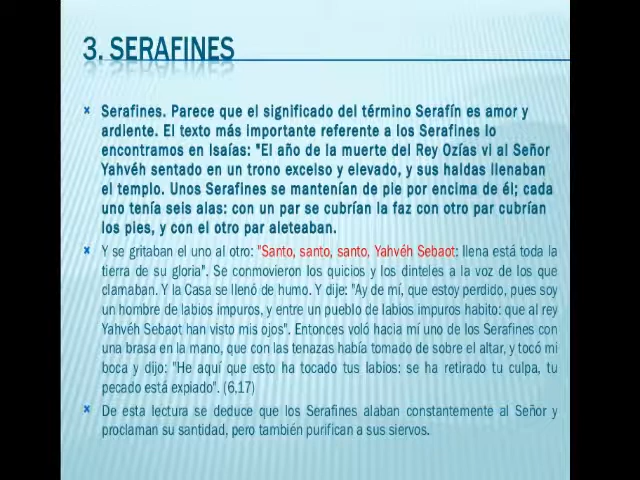 3. SERAFINES
Serafines. Parece que el significado del término Serafín es amor y
ardiente. El texto más importante referente a los Serafines lo
encontramos en Isaías: "El año de la muerte del Rey Ozías vi al Señor
Yahvéh sentado en un trono excelso y elevado, y sus haldas llenaban
el templo. Unos Serafines se mantenían de pie por encima de él; cada
uno tenía seis alas: con un par se cubrían la faz con otro par cubrían
los pies, y con el otro par aleteaban.
Y se gritaban el uno al otro: "Santo, santo, santo, Yahvéh Sebaot: llena está toda la
tierra de su gloria". Se conmovieron los quicios y los dinteles a la voz de los que
clamaban. Y la Casa se llenó de humo. Y dije: "Ay de mí, que estoy perdido, pues soy
un hombre de labios impuros, y entre un pueblo de labios impuros habito: que al rey
Yahvéh Sebaot han visto mis ojos". Entonces voló hacia mí uno de los Serafines con
una brasa en la mano, que con las tenazas había tomado de sobre el altar, y tocó mi
boca y dijo: "He aquí que esto ha tocado tus labios: se ha retirado tu culpa, tu
pecado está expiado". (6,17)
De esta lectura se deduce que los Serafines alaban constantemente al Señor y
proclaman su santidad, pero también purifican a sus siervos.